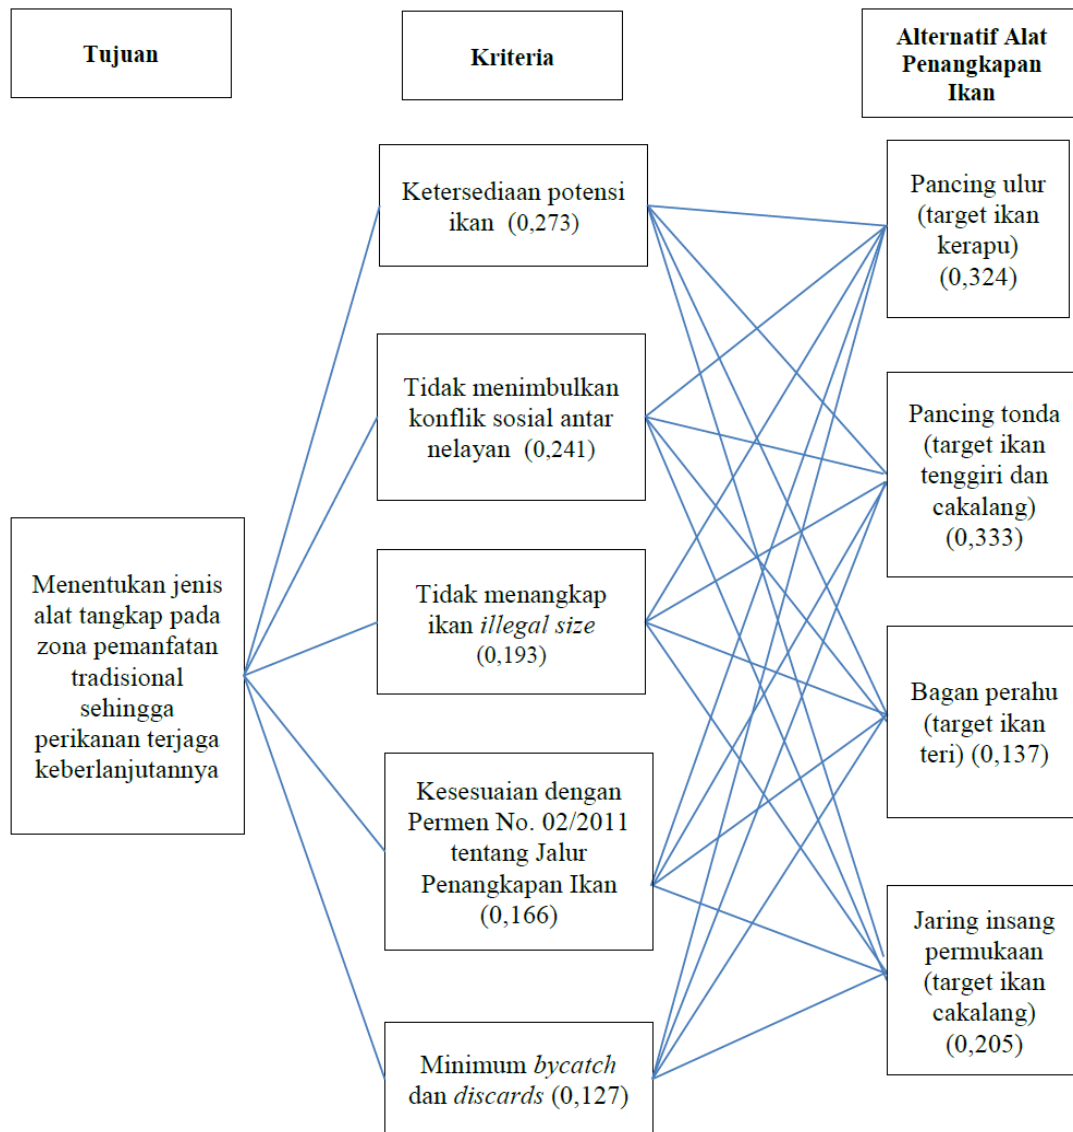 Tujuan
Kriteria
Alternatif Alat
Penangkapan
Ikan
Menentukan jenis
alat tangkap pada
zona pemanfatan
tradisional
sehingga
perikanan terjaga
keberlanjutannya
Ketersediaan potensi
ikan (0,273)
Tidak menimbulkan
konflik sosial antar
nelayan (0,241)
Tidak menangkap
ikan illegal size
(0,193)
Kesesuaian dengan
Permen No. 02/2011
tentang Jalur
Penangkapan Ikan
(0,166)
Minimum bycatch
dan discards (0,127)
Pancing ulur
(target ikan
kerapu)
(0,324)
Pancing tonda
(target ikan
tenggiri dan
cakalang)
(0,333)
Bagan perahu
(target ikan
teri) (0,137)
Jaring insang
permukaan
(target ikan
cakalang)
(0,205)